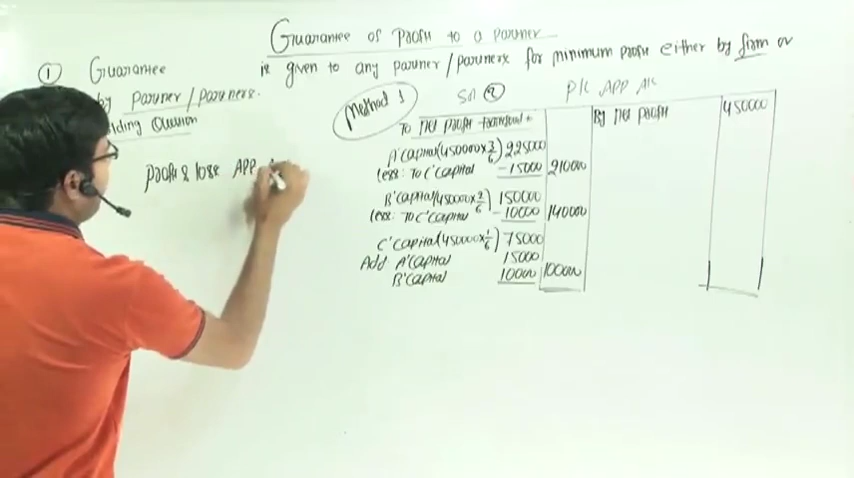 Guarantee of Profit to a Partner
① Guarantee is given to any partner/partners for minimum profit either by firm or
by Partner/Partners.
lding Question
Method 1
Sol ②
P/L APP A/c
Profit & loss APP A
To Net Profit transferd+
By Net Profit 450000
A'Capital(450000×3/6) 225000
less: To C'Capital -15000 210000
B'Capital(450000×2/6) 150000
less: To C'Capital -10000 140000
C'Capital(450000×1/6) 75000
Add A'Capital 15000
B'Capital 10000 100000